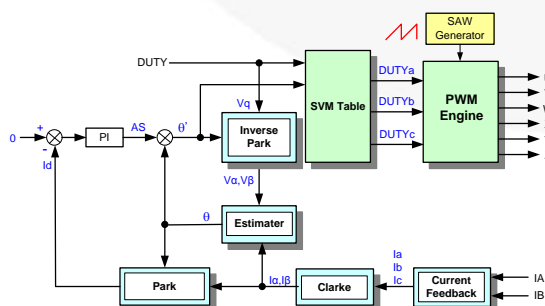 SAW
Generator
DUTY
DUTYa
Vq
SVM Table
DUTYb
PWM
Engine
0
+
-
PI
AS
θ'
Inverse
Park
DUTYc
Id
Vα,Vβ
θ
Estimater
Ia
Ib
Ic
Iα,Iβ
Park
Clarke
Current
Feedback
IA
IB